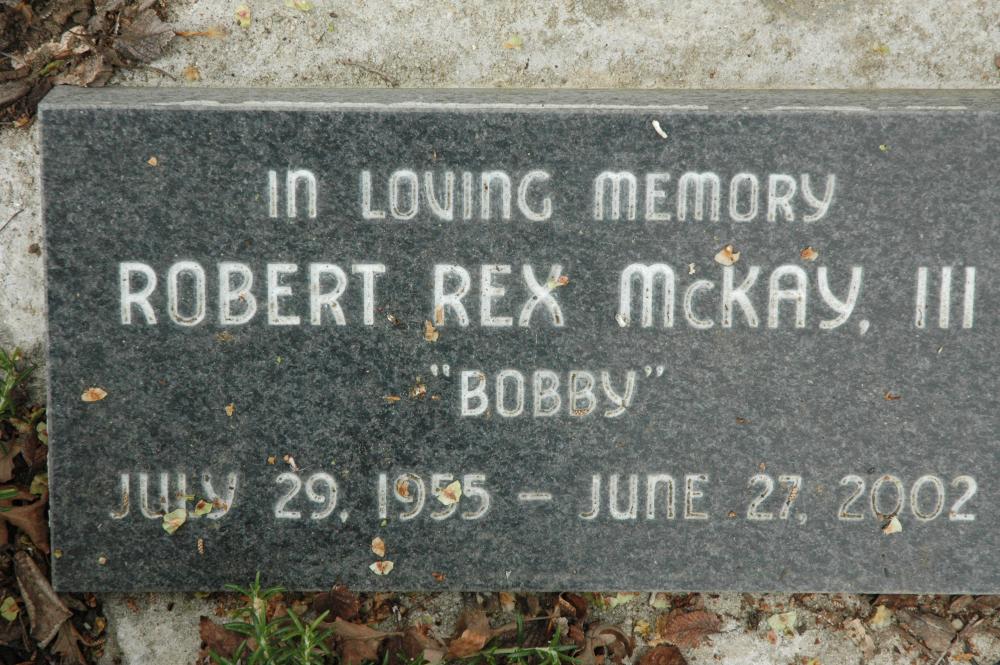 IN LOVING MEMORY
ROBERT REX McKAY, III
"BOBBY"
JULY 29, 1955 – JUNE 27, 2002